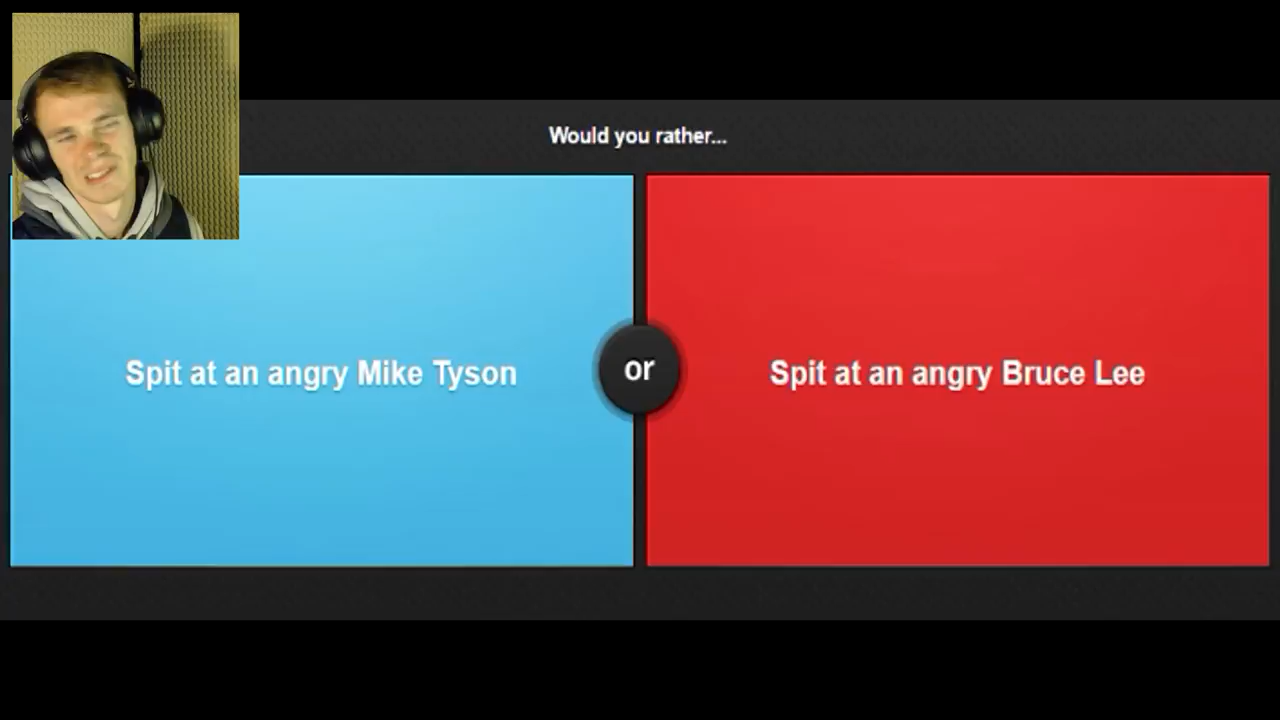 Would you rather...
Spit at an angry Mike Tyson
or
Spit at an angry Bruce Lee